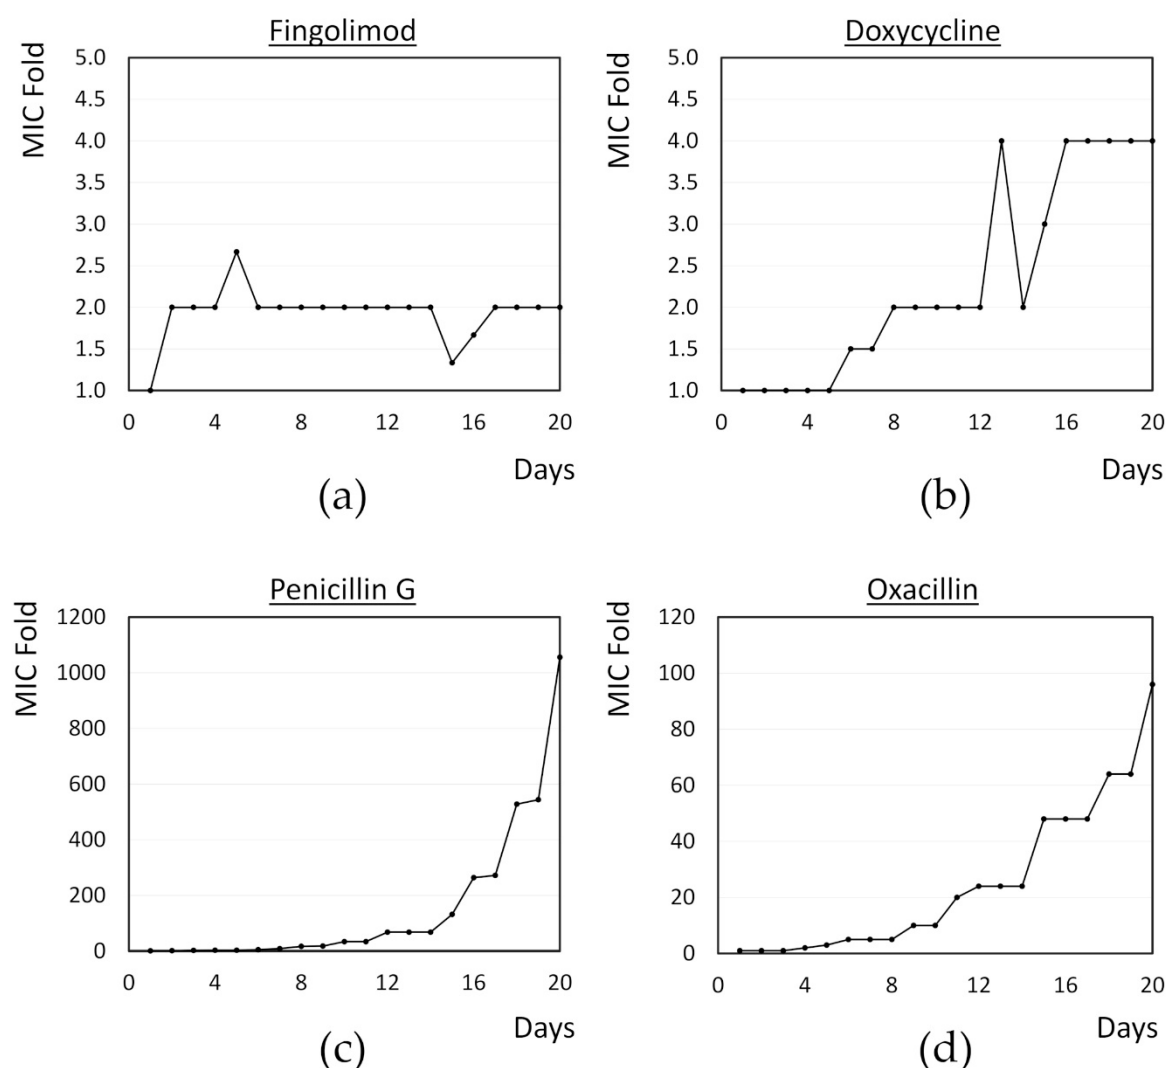 Fingolimod
MIC Fold
5.0
4.5
4.0
3.5
3.0
2.5
2.0
1.5
1.0
0 4 8 12 16 20
Days
(a)
Doxycycline
MIC Fold
5.0
4.5
4.0
3.5
3.0
2.5
2.0
1.5
1.0
0 4 8 12 16 20
Days
(b)
Penicillin G
MIC Fold
1200
1000
800
600
400
200
0
0 4 8 12 16 20
Days
(c)
Oxacillin
MIC Fold
120
100
80
60
40
20
0
0 4 8 12 16 20
Days
(d)